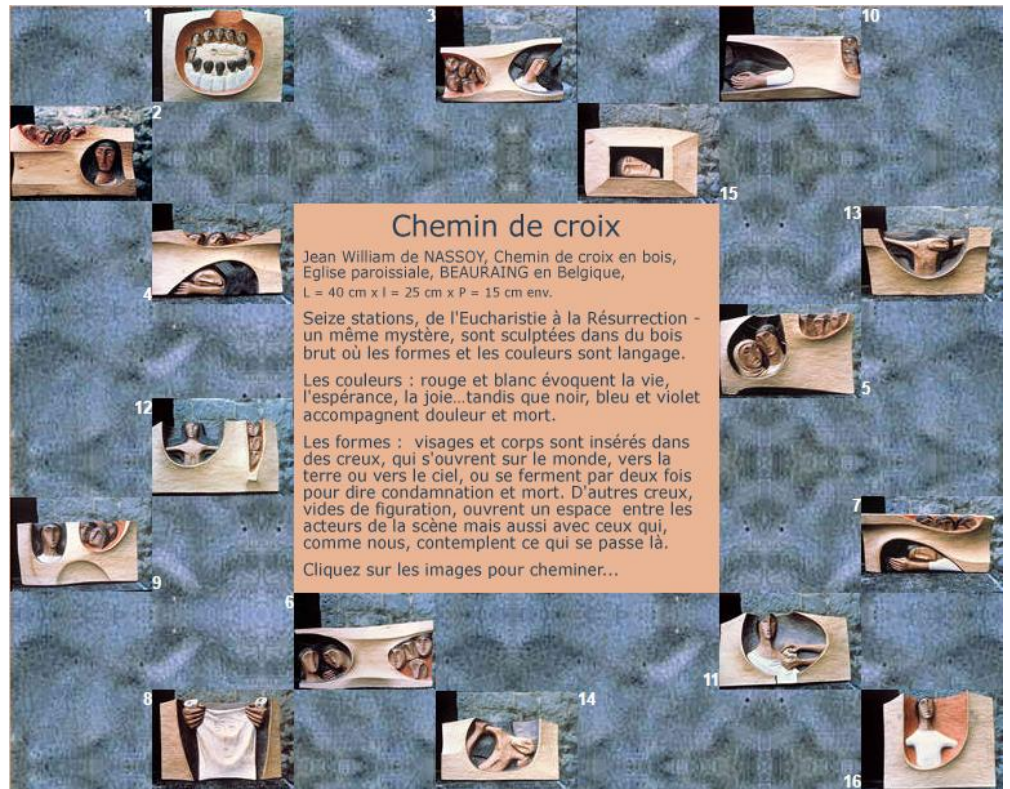 1
3
10
2
15
Chemin de croix
Jean William de NASSOY, Chemin de croix en bois,
Eglise paroissiale, BEAURAING en Belgique,
L = 40 cm x l = 25 cm x P = 15 cm env.
Seize stations, de l'Eucharistie à la Résurrection -
un même mystère, sont sculptées dans du bois
brut où les formes et les couleurs sont langage.
Les couleurs : rouge et blanc évoquent la vie,
l'espérance, la joie...tandis que noir, bleu et violet
accompagnent douleur et mort.
Les formes : visages et corps sont insérés dans
des creux, qui s'ouvrent sur le monde, vers la
terre ou vers le ciel, ou se ferment par deux fois
pour dire condamnation et mort. D'autres creux,
vides de figuration, ouvrent un espace entre les
acteurs de la scène mais aussi avec ceux qui,
comme nous, contemplent ce qui se passe là.
Cliquez sur les images pour cheminer...
13
4
5
12
7
9
6
11
8
14
16